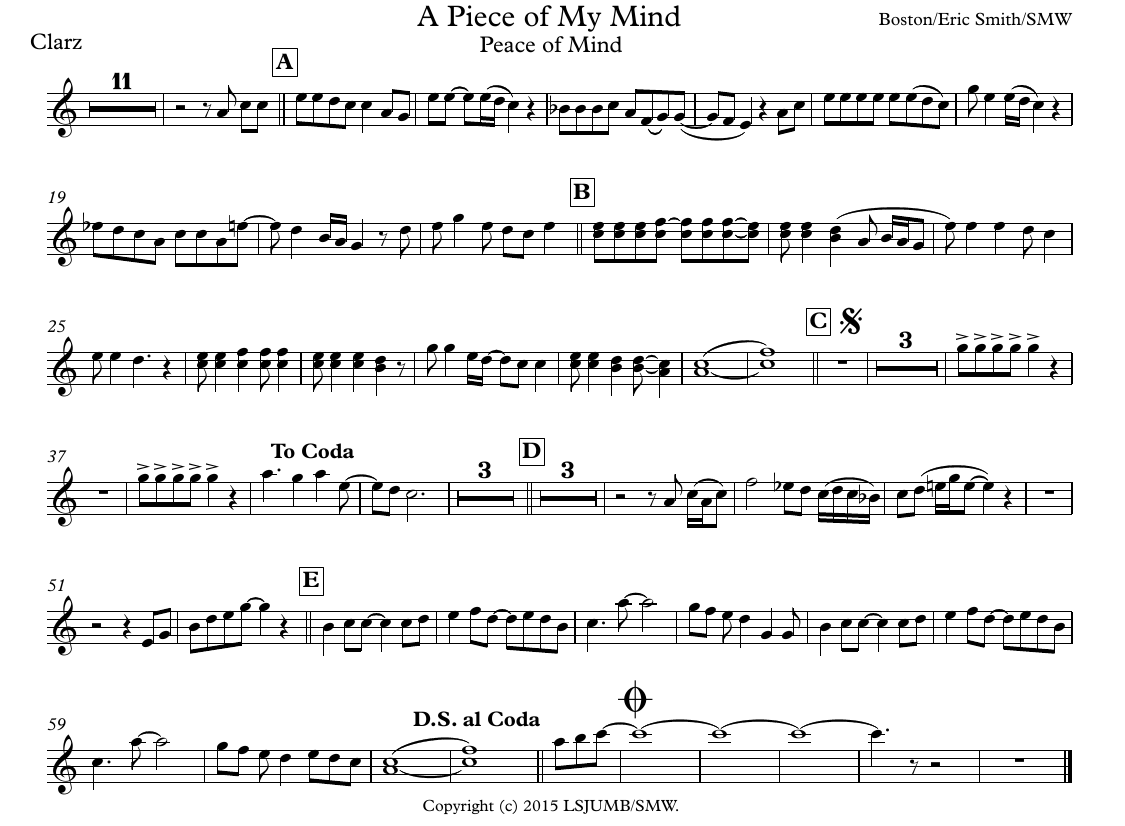 A Piece of My Mind
Boston/Eric Smith/SMW
Clarz
Peace of Mind
A
11
19
B
25
C
3
37
To Coda
D
3
3
51
E
59
D.S. al Coda
Copyright (c) 2015 LSJUMB/SMW.